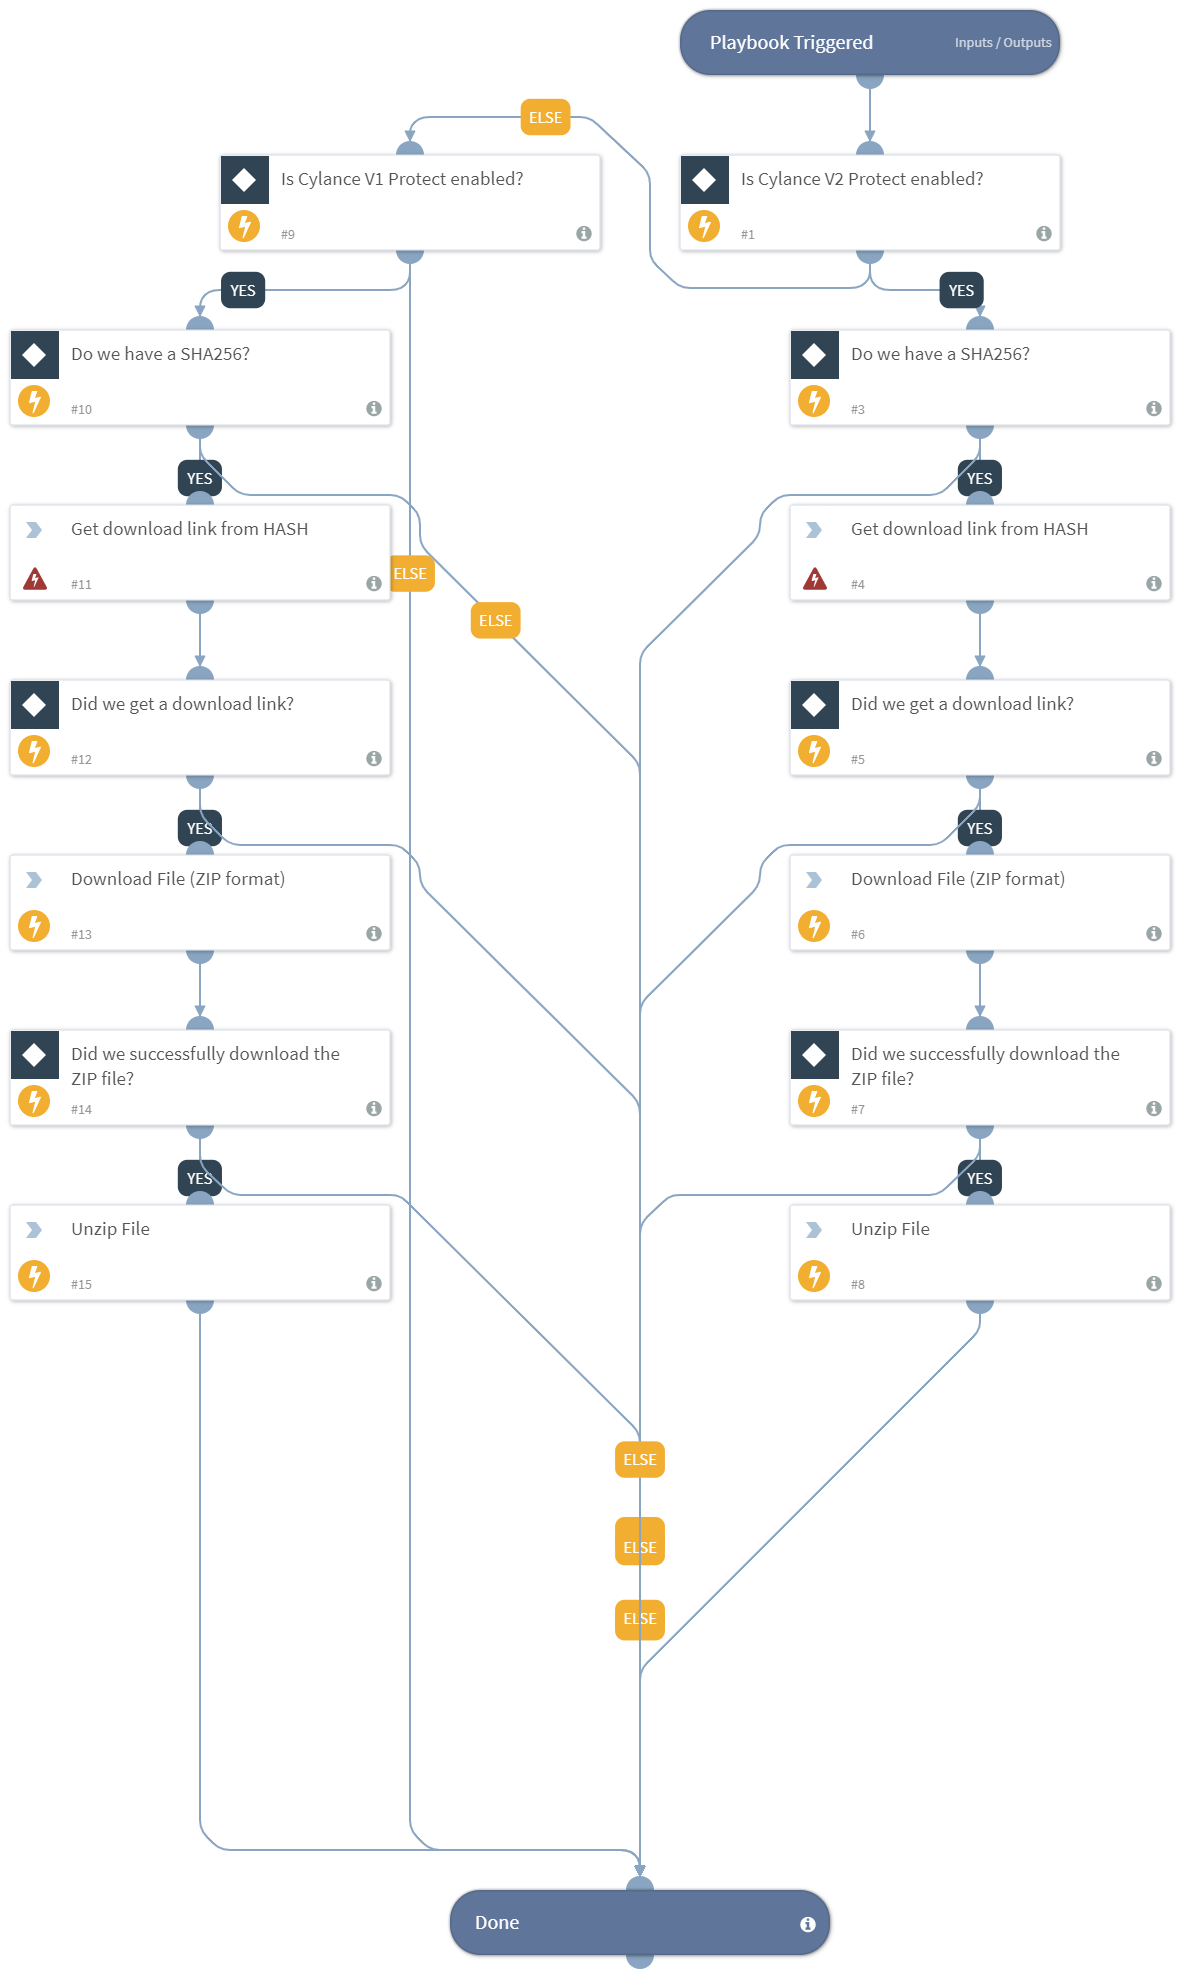 Playbook Triggered
Inputs / Outputs
ELSE
Is Cylance V1 Protect enabled?
#9
Is Cylance V2 Protect enabled?
#1
YES
YES
Do we have a SHA256?
#10
Do we have a SHA256?
#3
YES
YES
Get download link from HASH
#11
Get download link from HASH
#4
ELSE
ELSE
Did we get a download link?
#12
Did we get a download link?
#5
YES
YES
Download File (ZIP format)
#13
Download File (ZIP format)
#6
Did we successfully download the
ZIP file?
#14
Did we successfully download the
ZIP file?
#7
YES
YES
Unzip File
#15
Unzip File
#8
ELSE
ELSE
ELSE
Done